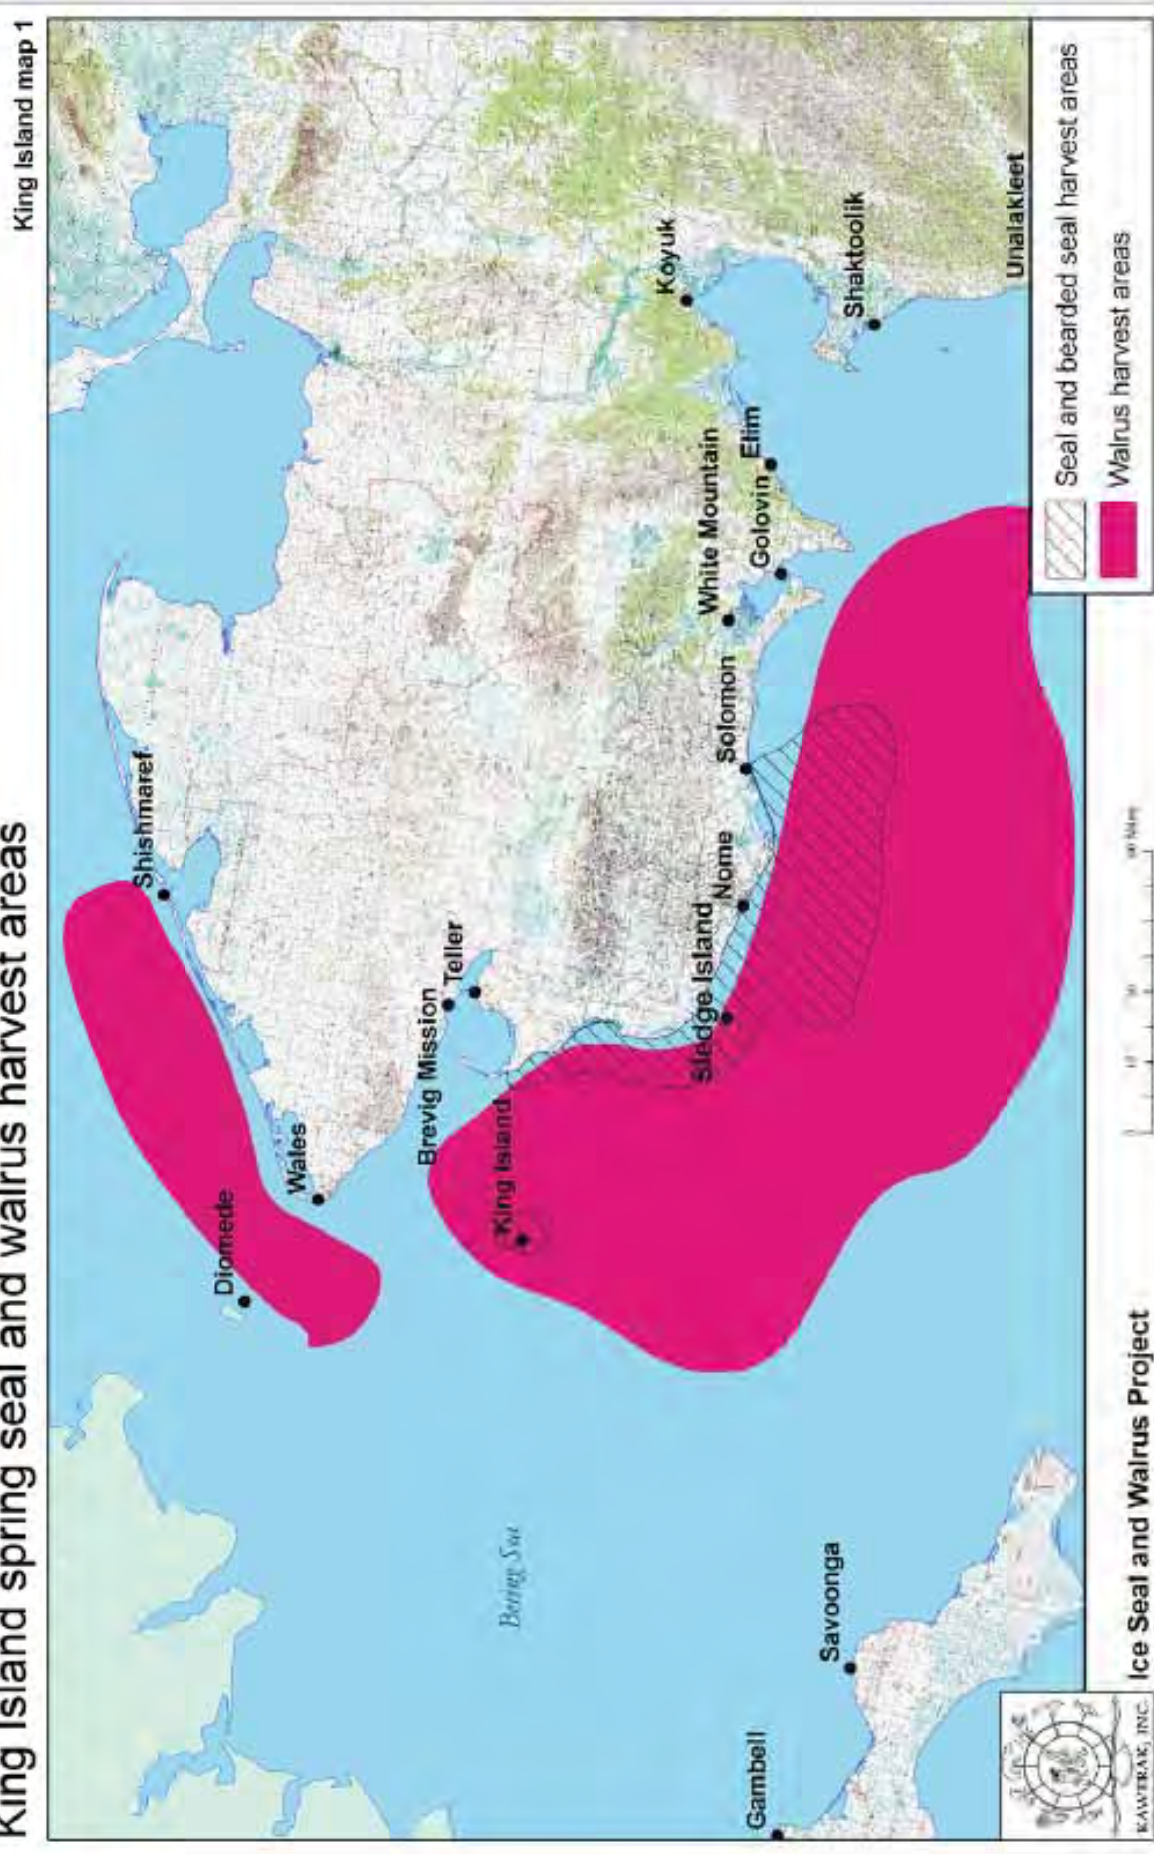 King Island spring seal and walrus harvest areas
King Island map 1
Shishmaref
Diomede
Wales
Brevig Mission
Teller
King Island
Sledge Island
Nome
Solomon
White Mountain
Golovin
Elim
Koyuk
Shaktoolik
Unalakleet
Bering Sea
Savoonga
Gambell
Seal and bearded seal harvest areas
Walrus harvest areas
KAWERAK, INC.
Ice Seal and Walrus Project